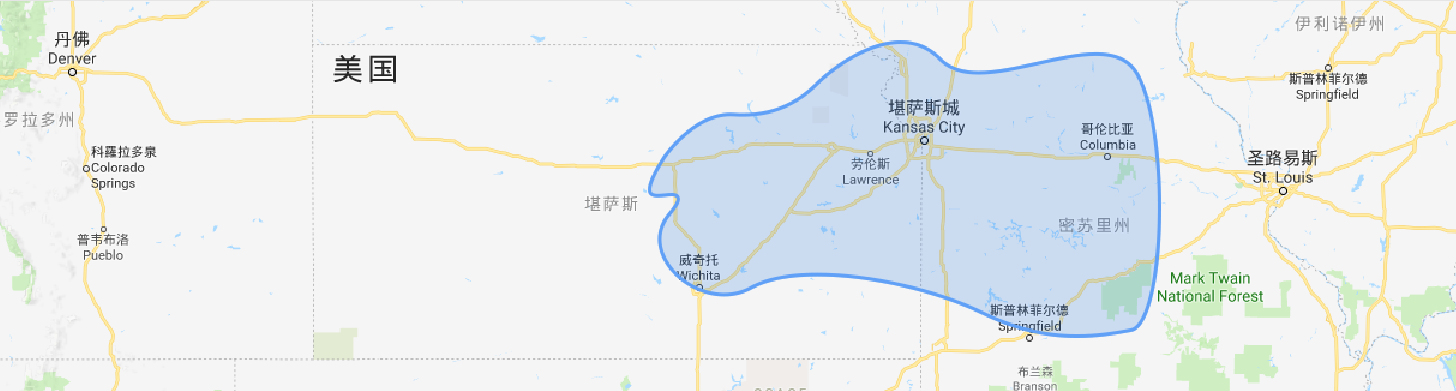 伊利诺伊州
丹佛
Denver
美国
斯普林菲尔德
Springfield
堪萨斯城
Kansas City
罗拉多州
哥伦比亚
Columbia
科羅拉多泉
Colorado
Springs
劳伦斯
Lawrence
圣路易斯
St. Louis
堪萨斯
密苏里州
普韦布洛
Pueblo
威奇托
Wichita
Mark Twain
National Forest
斯普林菲尔德
Springfield
布兰森
Branson